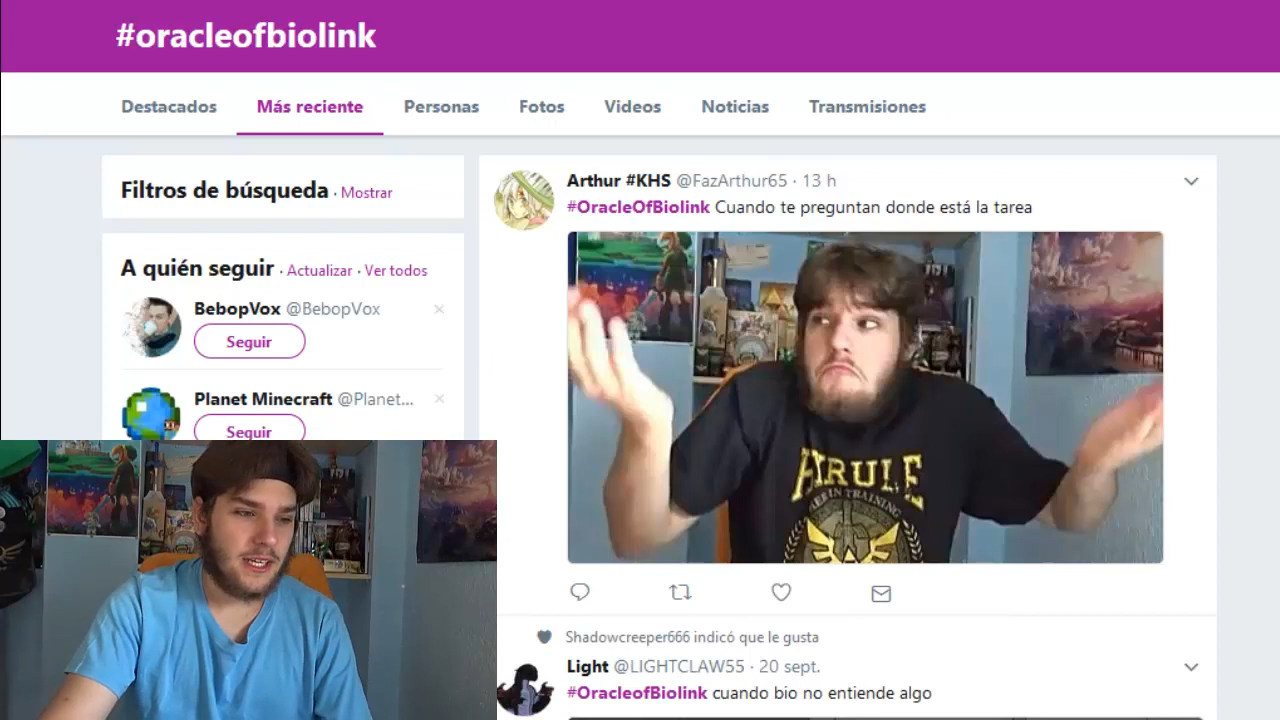 #oracleofbiolink
Destacados Más reciente Personas Fotos Videos Noticias Transmisiones
Filtros de búsqueda · Mostrar
A quién seguir · Actualizar · Ver todos
BebopVox @BebopVox
Seguir
Planet Minecraft @Planet...
Seguir
Arthur #KHS @FazArthur65 · 13 h
#OracleOfBiolink Cuando te preguntan donde está la tarea
HYRULE
IN TRAINING
Shadowcreeper666 indicó que le gusta
Light @LIGHTCLAW55 · 20 sept.
#OracleofBiolink cuando bio no entiende algo